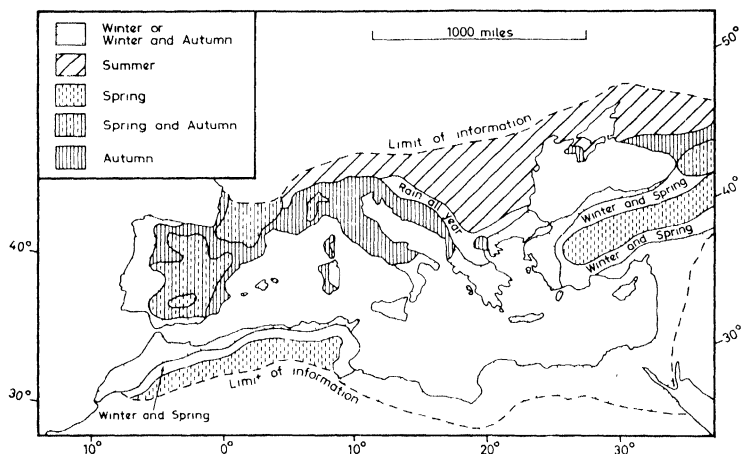 Winter or
Winter and Autumn
Summer
Spring
Spring and Autumn
Autumn
1000 miles
50°
Limit of information
Rain all year
40°
Winter and Spring
Winter and Spring
40°
30°
Limit of information
30°
Winter and Spring
10°
0°
10°
20°
30°